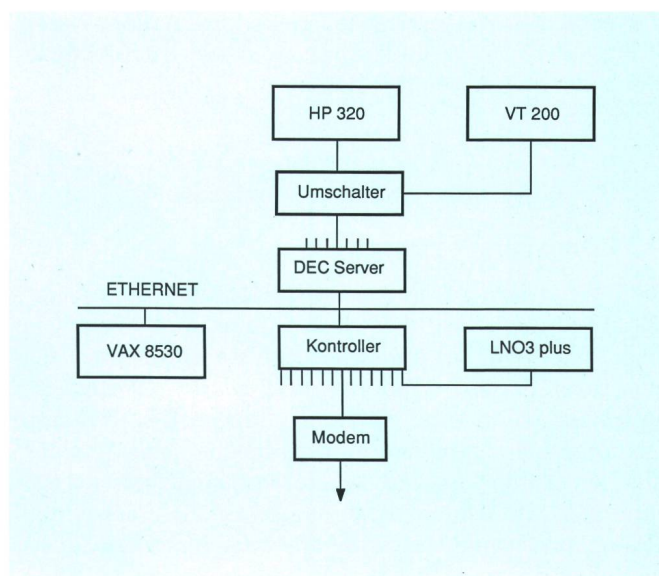 HP 320
VT 200
Umschalter
DEC Server
ETHERNET
VAX 8530
Kontroller
LNO3 plus
Modem